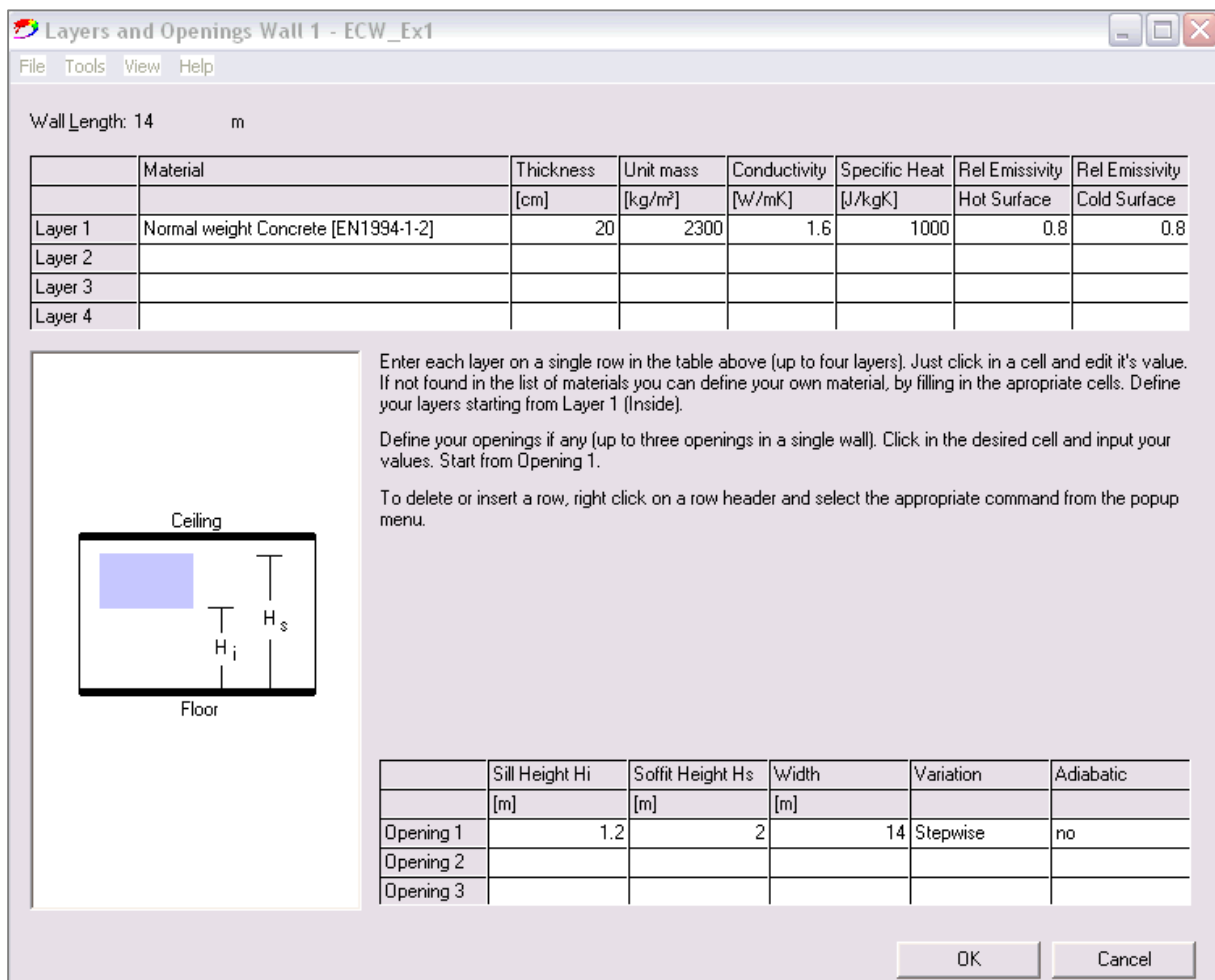 Layers and Openings Wall 1 - ECW_Ex1
File Tools View Help
Wall Length: 14 m
Material Thickness Unit mass Conductivity Specific Heat Rel Emissivity Rel Emissivity
[cm] [kg/m³] [W/mK] [J/kgK] Hot Surface Cold Surface
Layer 1 Normal weight Concrete [EN1994-1-2] 20 2300 1.6 1000 0.8 0.8
Layer 2
Layer 3
Layer 4
Enter each layer on a single row in the table above (up to four layers). Just click in a cell and edit it's value.
If not found in the list of materials you can define your own material, by filling in the apropriate cells. Define
your layers starting from Layer 1 (Inside).
Define your openings if any (up to three openings in a single wall). Click in the desired cell and input your
values. Start from Opening 1.
To delete or insert a row, right click on a row header and select the appropriate command from the popup
menu.
Ceiling
H s
H i
Floor
Sill Height Hi Soffit Height Hs Width Variation Adiabatic
[m] [m] [m]
Opening 1 1.2 2 14 Stepwise no
Opening 2
Opening 3
OK Cancel